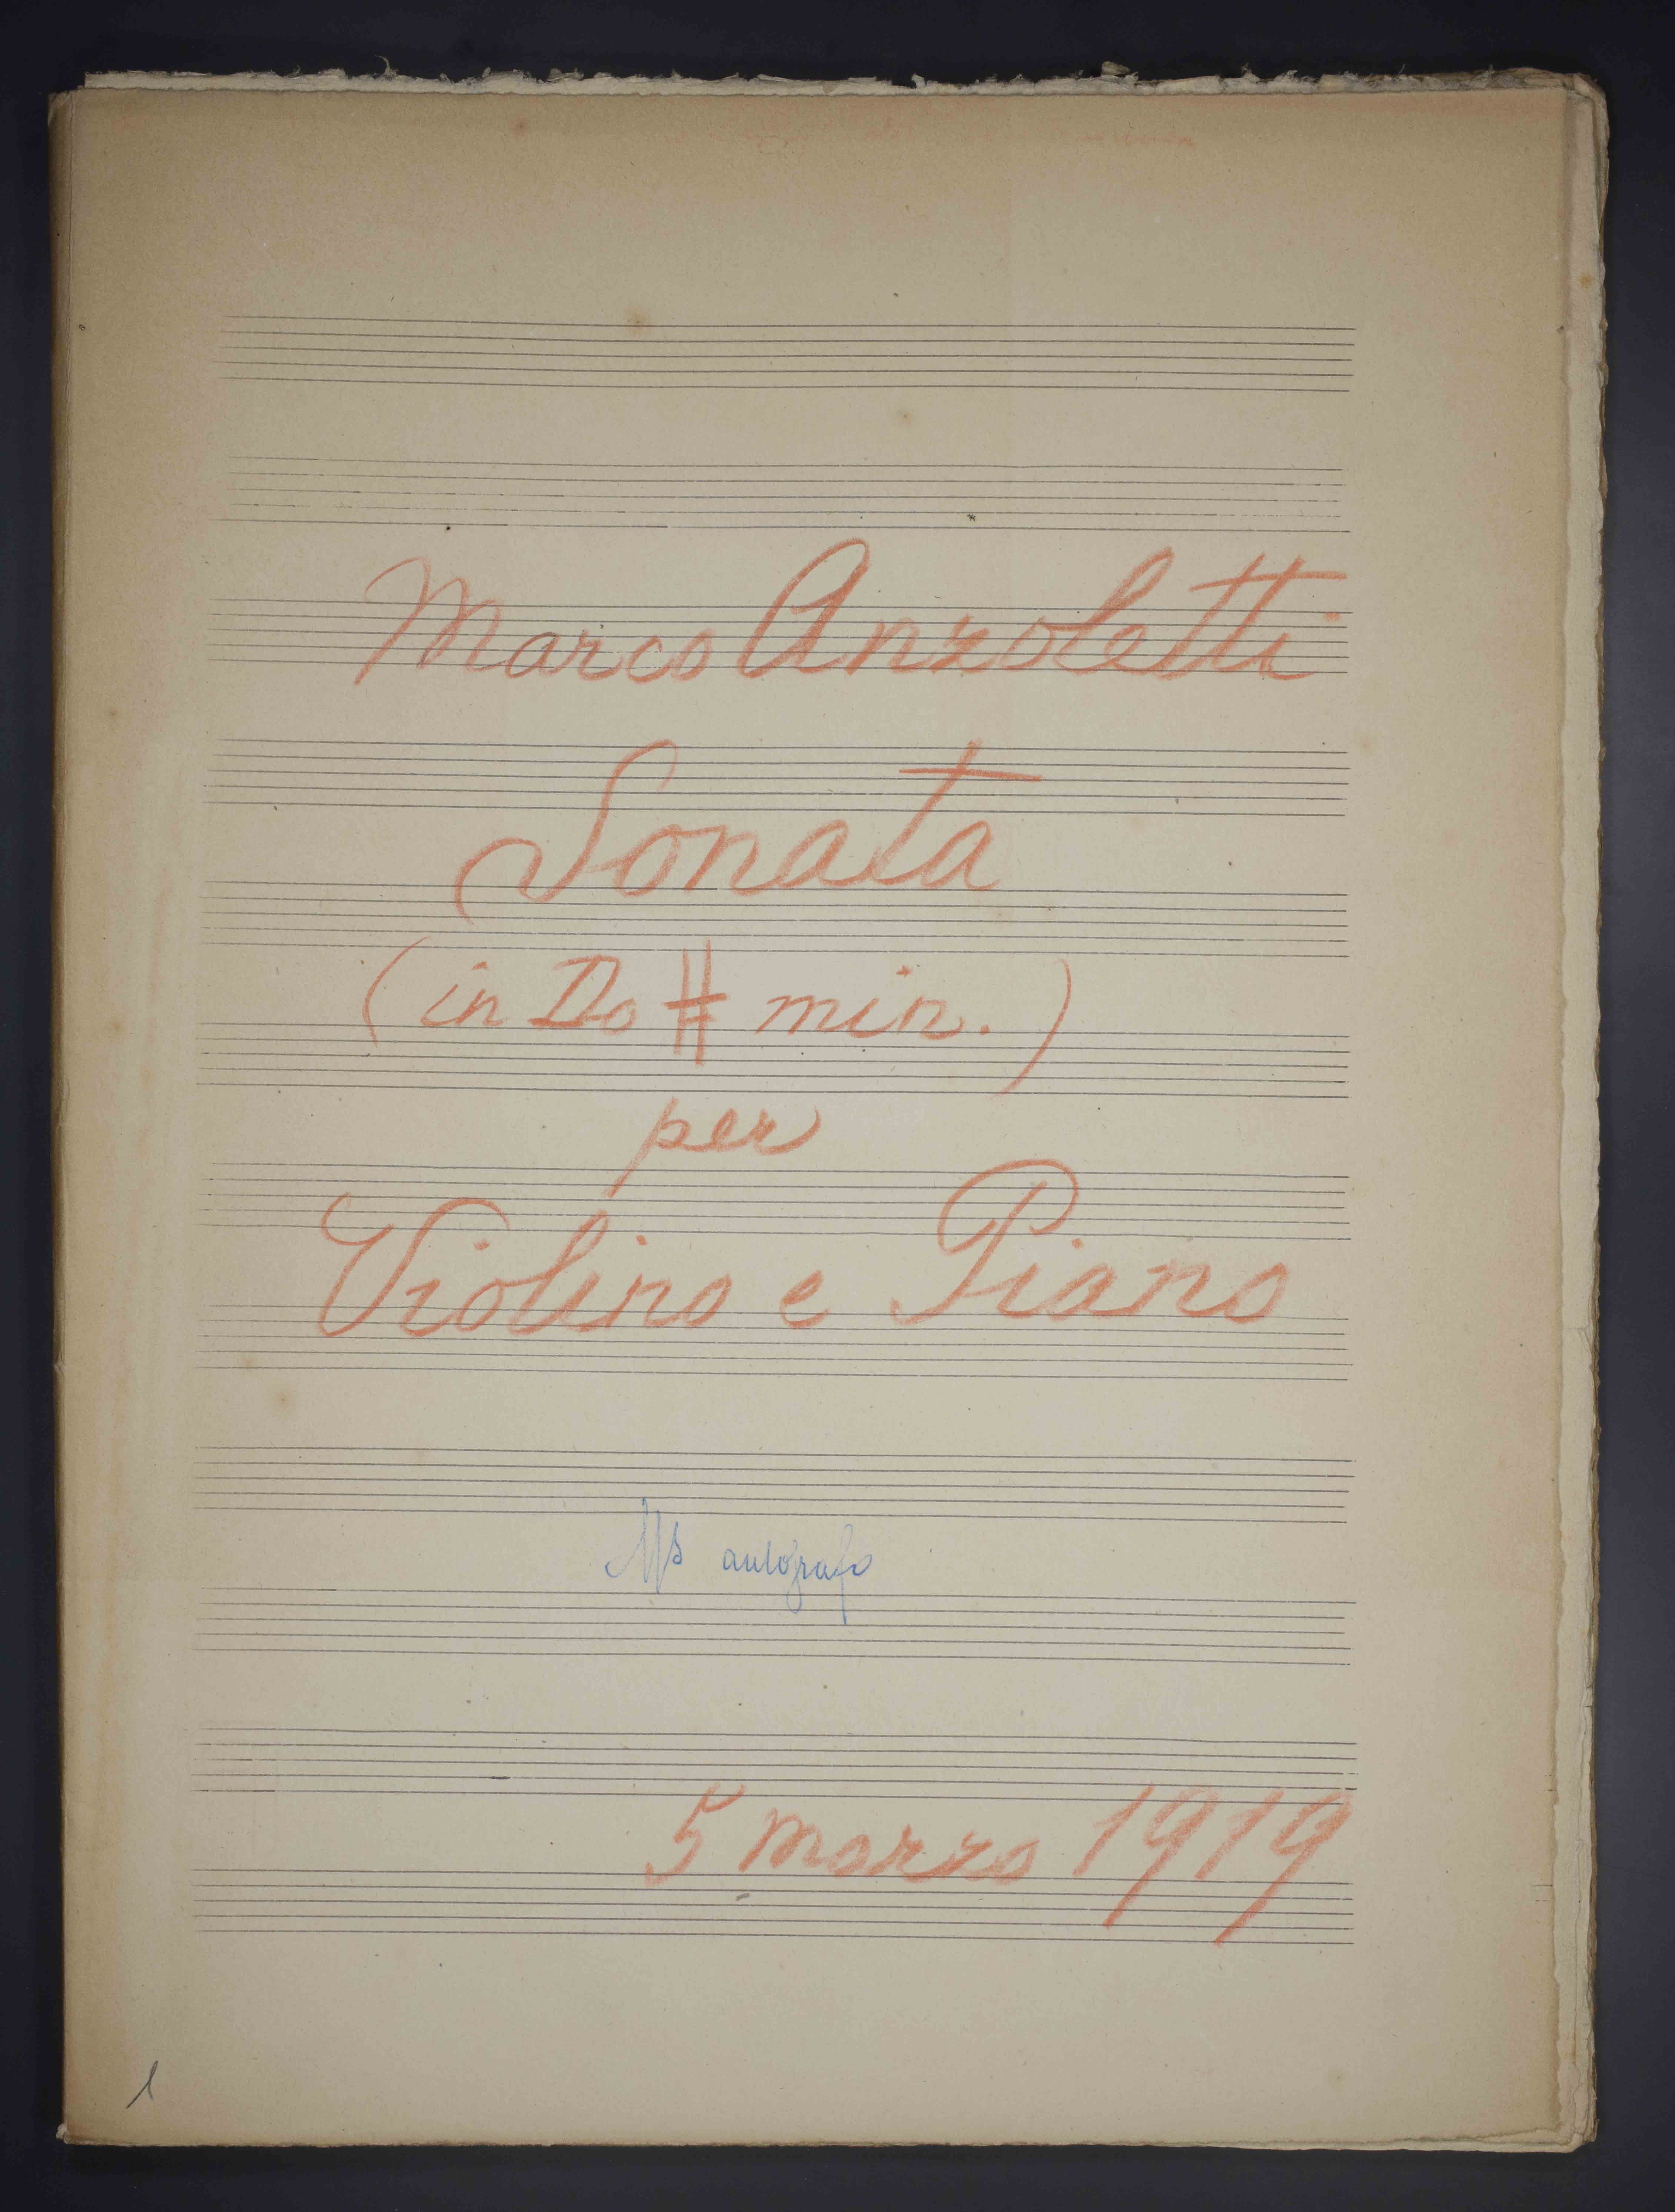 Marco Anzoletti
Sonata
(in Do # min.)
per
Violino e Piano
Ms autografo
5 marzo 1919
1